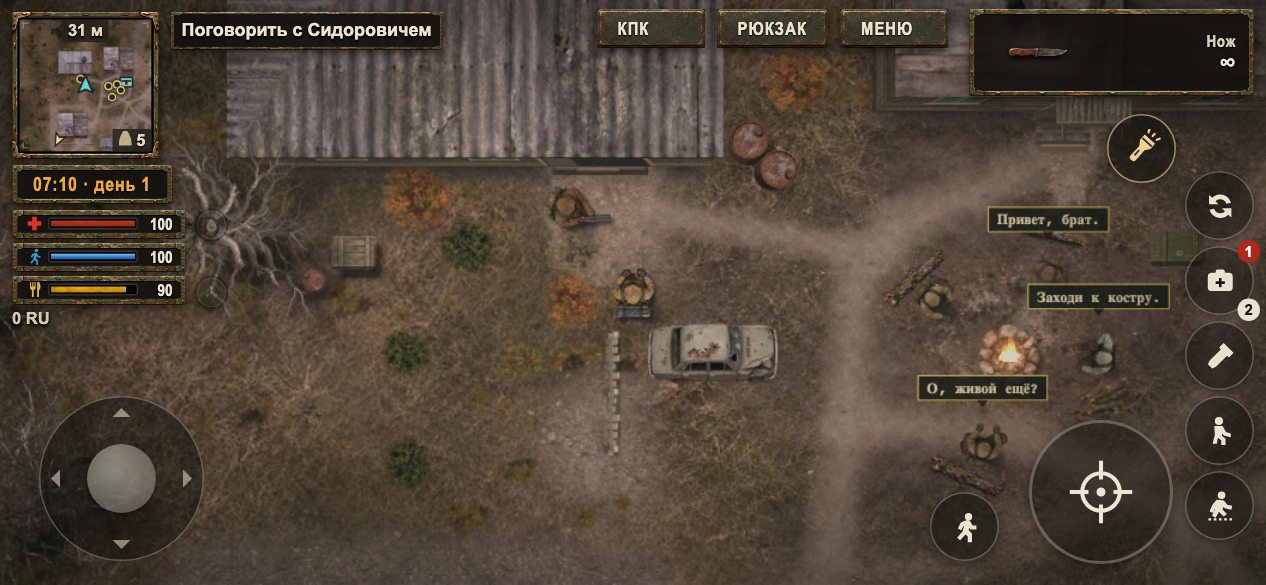 31 м
Поговорить с Сидоровичем
КПК
РЮКЗАК
МЕНЮ
Нож
∞
5
07:10 · день 1
100
100
90
0 RU
Привет, брат.
1
Заходи к костру.
2
О, живой ещё?